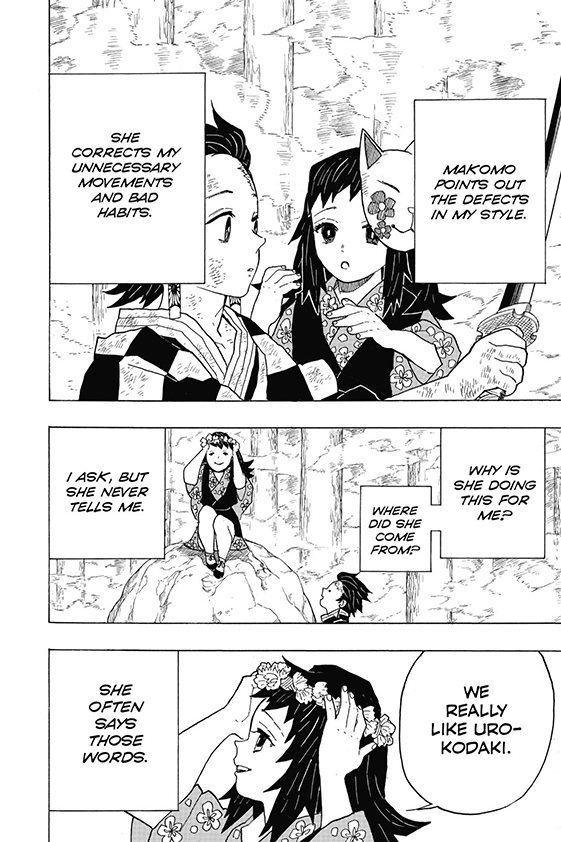 MAKOMO
POINTS OUT
THE DEFECTS
IN MY STYLE.
SHE
CORRECTS MY
UNNECESSARY
MOVEMENTS
AND BAD
HABITS.
WHY IS
SHE DOING
THIS FOR
ME?
WHERE
DID SHE
COME
FROM?
I ASK, BUT
SHE NEVER
TELLS ME.
WE
REALLY
LIKE URO-
KODAKI.
SHE
OFTEN
SAYS
THOSE
WORDS.